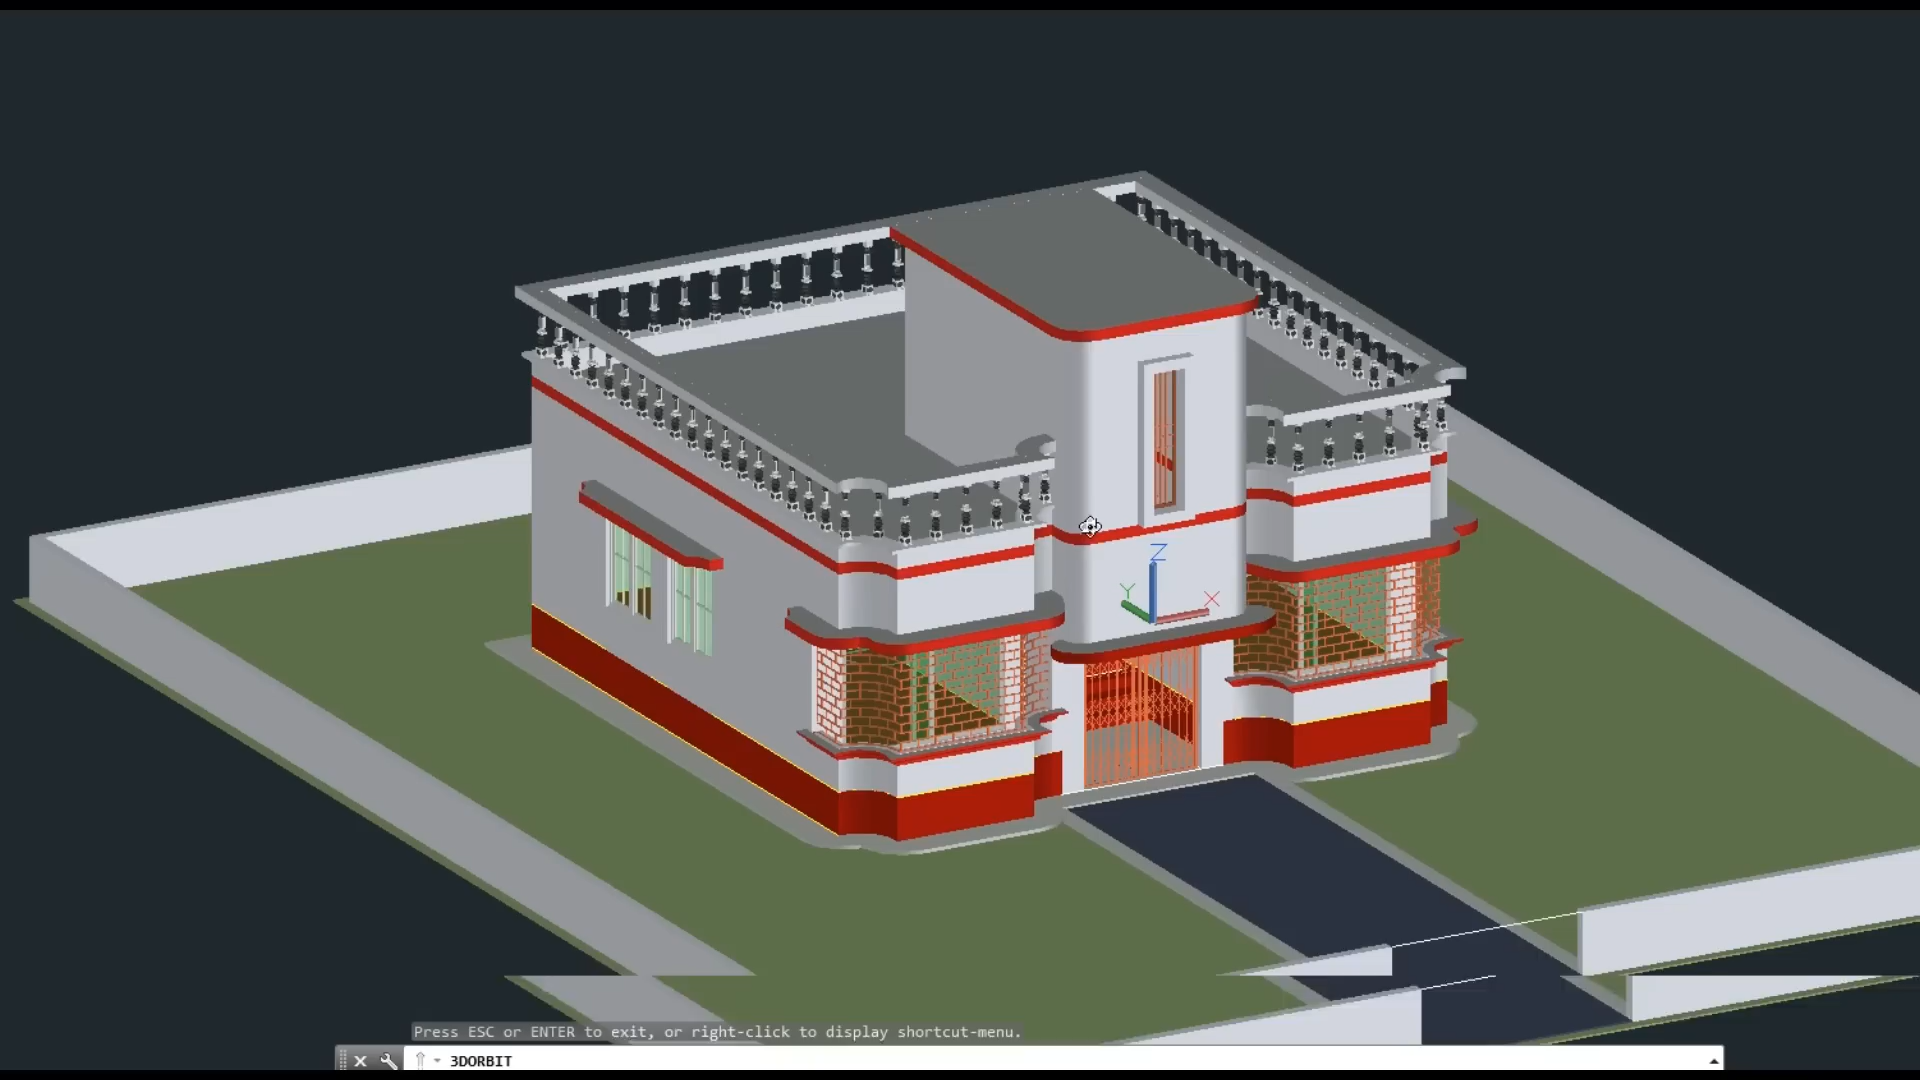 Z
Y
X
Press ESC or ENTER to exit, or right-click to display shortcut-menu.
3DORBIT